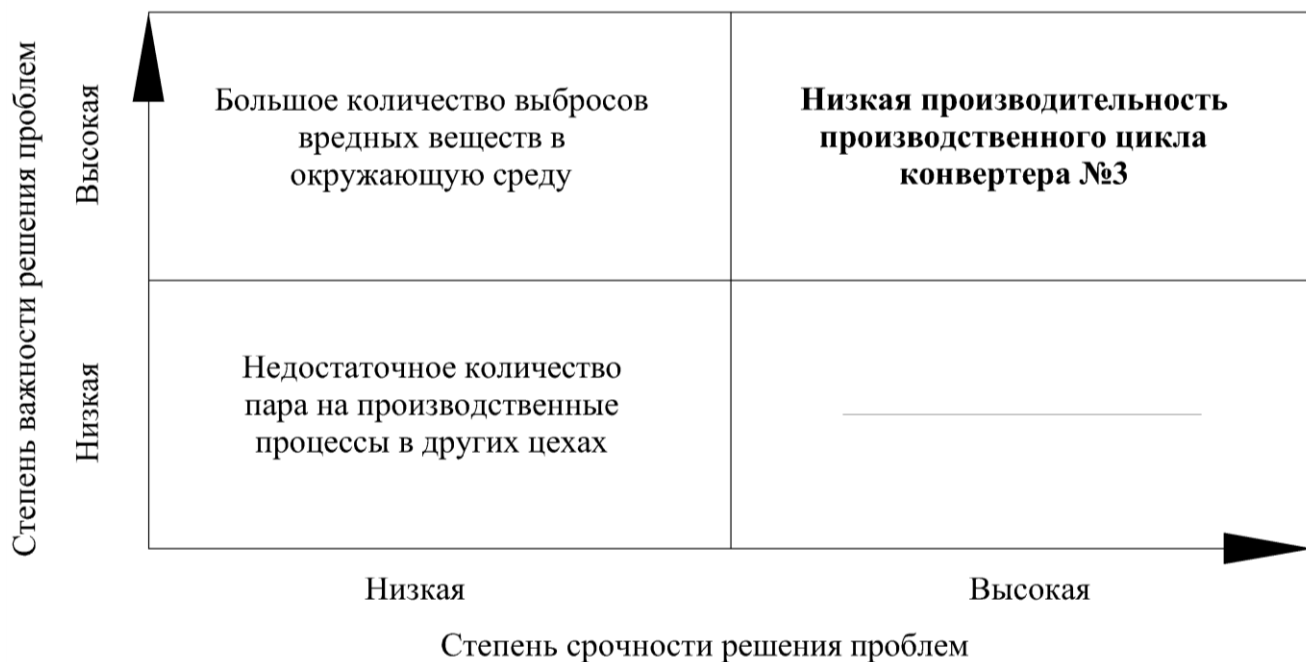 Степень важности решения проблем
Высокая
Большое количество выбросов
вредных веществ в
окружающую среду
Низкая производительность
производственного цикла
конвертера №3
Низкая
Недостаточное количество
пара на производственные
процессы в других цехах
Низкая
Высокая
Степень срочности решения проблем